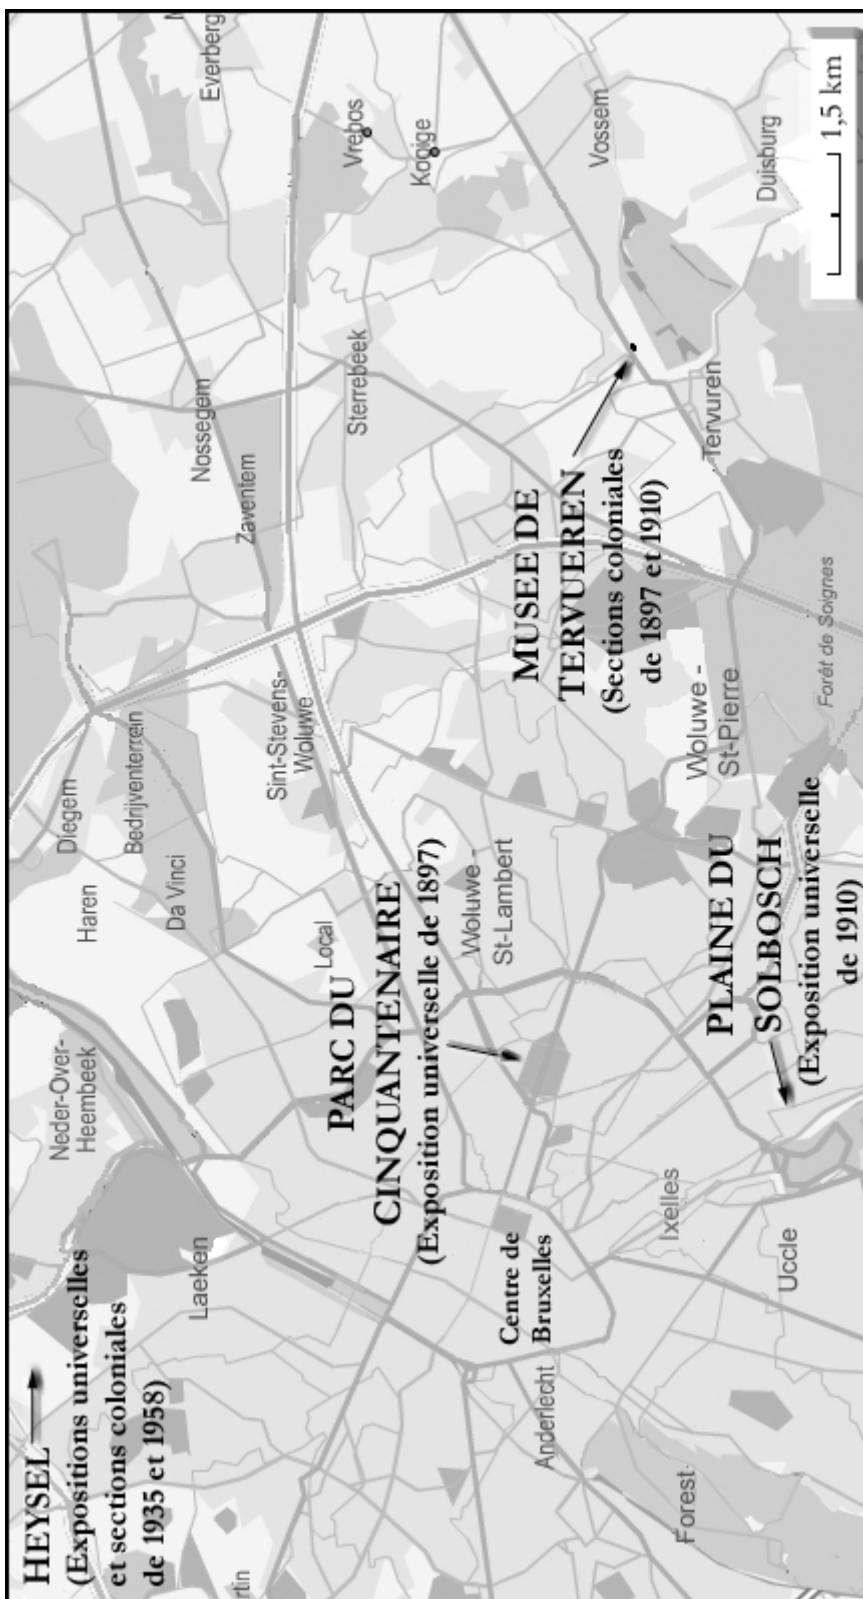 HEYSEL
(Expositions universelles
et sections coloniales
de 1935 et 1958)
Neder-Over-
Heembeek
Diegem
Haren
Bedrijventerrein
Da Vinci
Everberg
M
Nossegem
Laeken
rtin
Zaventem
Sint-Stevens-
Woluwe
Local
PARC DU
CINQUANTENAIRE
(Exposition universelle de 1897)
Sterrebeek
Vrebos
Kooige
Woluwe -
St-Lambert
Centre de
Bruxelles
MUSEE DE
TERVUEREN
(Sections coloniales
de 1897 et 1910)
Anderlecht
Vossem
Ixelles
Forest
Woluwe -
St-Pierre
Tervuren
PLAINE DU
SOLBOSCH
(Exposition universelle
de 1910)
Duisburg
Uccle
Forêt de Soignes
1,5 km